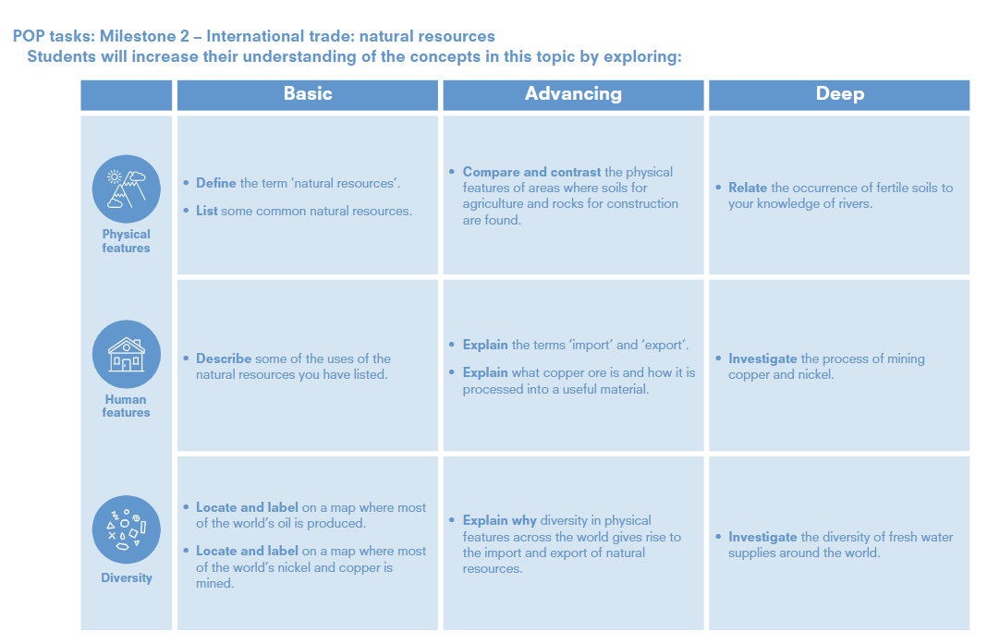 POP tasks: Milestone 2 – International trade: natural resources
Students will increase their understanding of the concepts in this topic by exploring:
Basic
Advancing
Deep
Physical
features
• Define the term ‘natural resources’.
• List some common natural resources.
• Compare and contrast the physical
features of areas where soils for
agriculture and rocks for construction
are found.
• Relate the occurrence of fertile soils to
your knowledge of rivers.
Human
features
• Describe some of the uses of the
natural resources you have listed.
• Explain the terms ‘import’ and ‘export’.
• Explain what copper ore is and how it is
processed into a useful material.
• Investigate the process of mining
copper and nickel.
Diversity
• Locate and label on a map where most
of the world’s oil is produced.
• Locate and label on a map where most
of the world’s nickel and copper is
mined.
• Explain why diversity in physical
features across the world gives rise to
the import and export of natural
resources.
• Investigate the diversity of fresh water
supplies around the world.